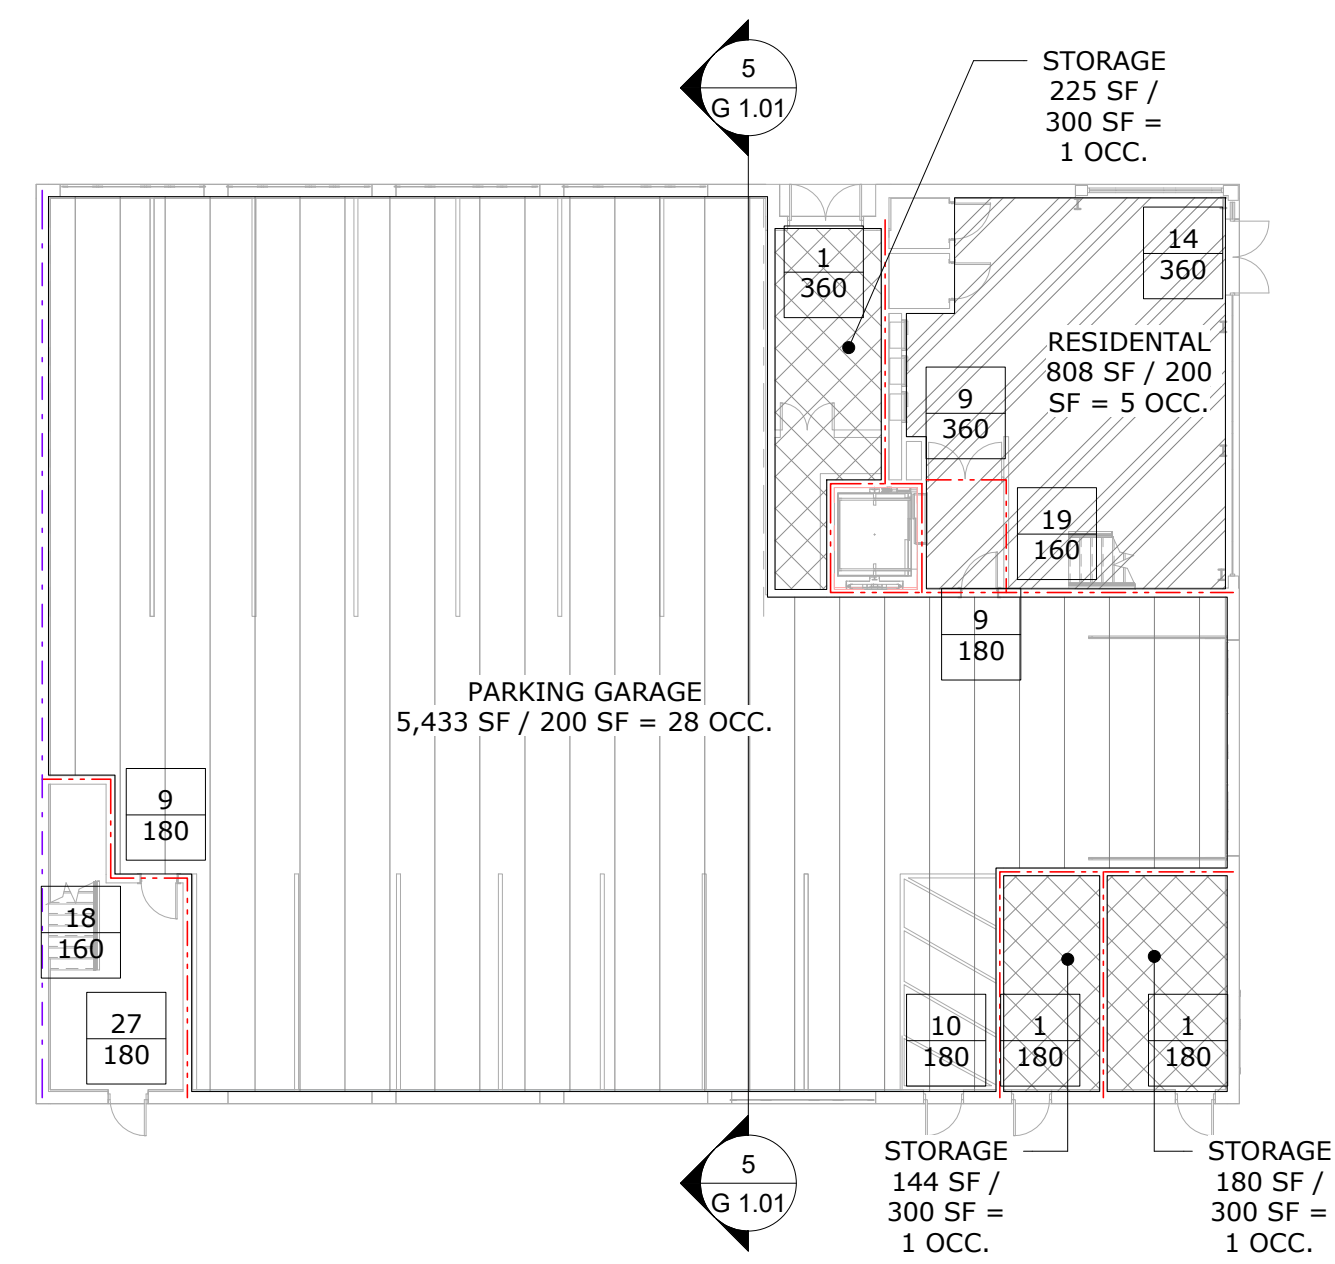 5
G 1.01
STORAGE
225 SF /
300 SF =
1 OCC.
1
360
14
360
RESIDENTAL
808 SF / 200
SF = 5 OCC.
9
360
19
160
9
180
PARKING GARAGE
5,433 SF / 200 SF = 28 OCC.
9
180
18
160
27
180
10
180
1
180
1
180
5
G 1.01
STORAGE
144 SF /
300 SF =
1 OCC.
STORAGE
180 SF /
300 SF =
1 OCC.